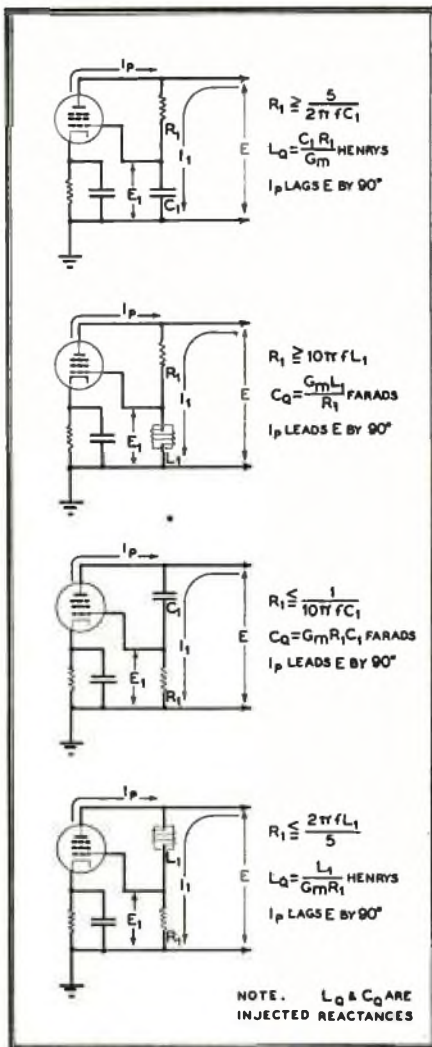 Ip
R1
I1
E
E1
C1
R1 ≧ 5 / 2πfC1
LQ = C1 R1 / Gm HENRYS
Ip LAGS E BY 90°
Ip
R1
I1
E
E1
L1
R1 ≧ 10πfL1
CQ = GmL1 / R1 FARADS
Ip LEADS E BY 90°
Ip
C1
I1
E
E1
R1
R1 ≦ 1 / 10πfC1
CQ = GmR1C1 FARADS
Ip LEADS E BY 90°
Ip
L1
I1
E
E1
R1
R1 ≦ 2πfL1 / 5
LQ = L1 / GmR1 HENRYS
Ip LAGS E BY 90°
NOTE. LQ & CQ ARE
INJECTED REACTANCES